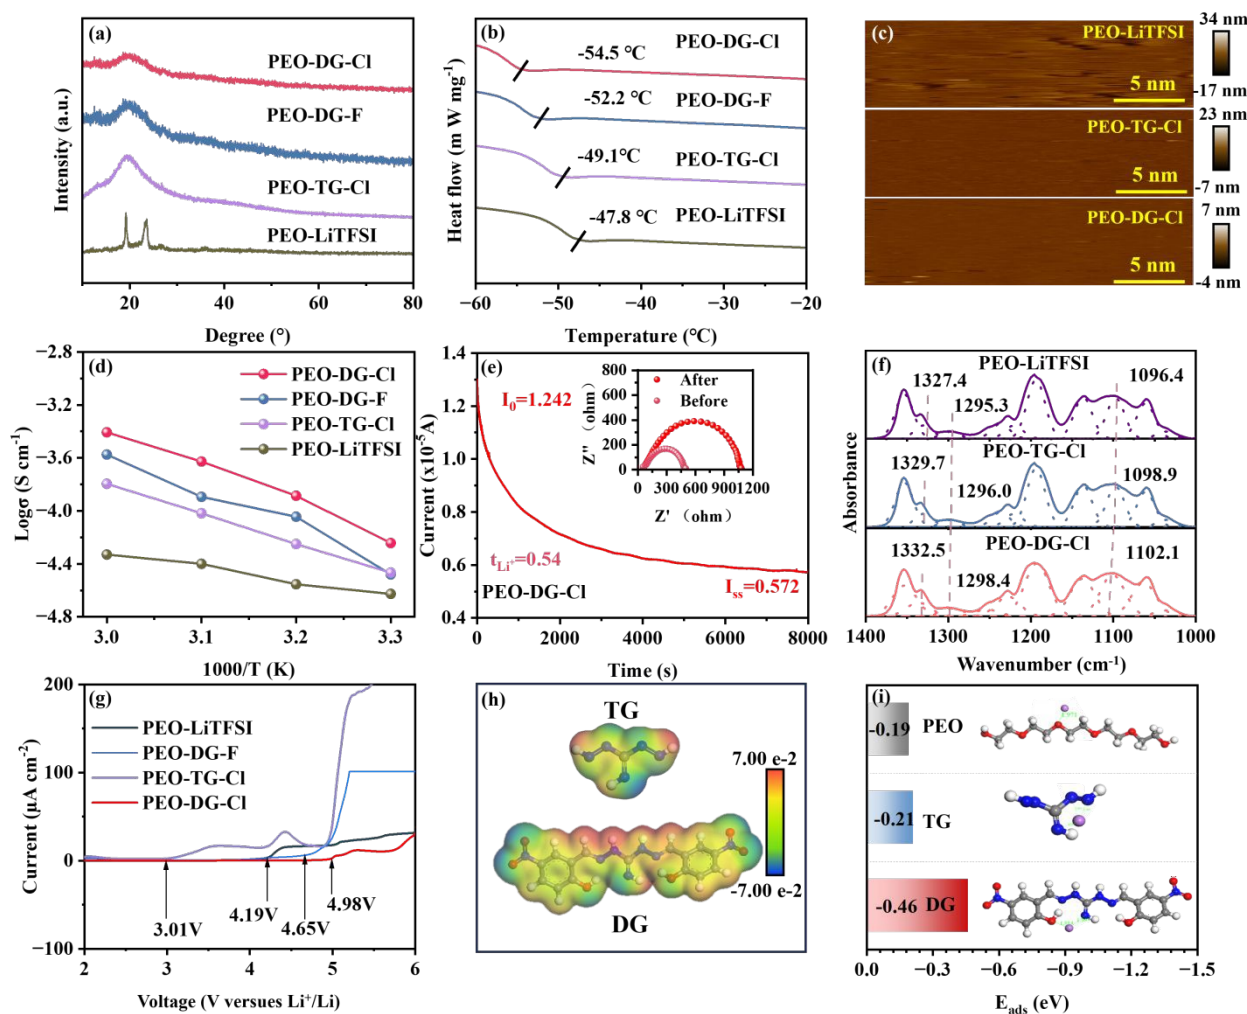 (a)
PEO-DG-Cl
PEO-DG-F
PEO-TG-Cl
PEO-LiTFSI
Intensity (a.u.)
20 40 60 80
Degree (°)
(b)
PEO-DG-Cl
-54.5 °C
PEO-DG-F
-52.2 °C
PEO-TG-Cl
-49.1°C
PEO-LiTFSI
-47.8 °C
Heat flow (m W mg⁻¹)
−60 −50 −40 −30 −20
Temperature (°C)
(c)
PEO-LiTFSI
5 nm
34 nm
-17 nm
PEO-TG-Cl
5 nm
23 nm
-7 nm
PEO-DG-Cl
5 nm
7 nm
-4 nm
(d)
PEO-DG-Cl
PEO-DG-F
PEO-TG-Cl
PEO-LiTFSI
Logσ (S cm⁻¹)
−2.8
−3.2
−3.6
−4.0
−4.4
−4.8
3.0 3.1 3.2 3.3
1000/T (K)
(e)
I₀=1.242
After
Before
Z'' (ohm)
800
600
400
200
0
0 300 600 900 1200
Z' (ohm)
t_Li⁺=0.54
PEO-DG-Cl
I_ss=0.572
Current (x10⁻⁵A)
1.4
1.2
1.0
0.8
0.6
0.4
0 2000 4000 6000 8000
Time (s)
(f)
PEO-LiTFSI
1327.4
1295.3
1096.4
PEO-TG-Cl
1329.7
1296.0
1098.9
PEO-DG-Cl
1332.5
1298.4
1102.1
Absorbance
1400 1300 1200 1100 1000
Wavenumber (cm⁻¹)
(g)
PEO-LiTFSI
PEO-DG-F
PEO-TG-Cl
PEO-DG-Cl
3.01V
4.19V
4.65V
4.98V
Current (µA cm⁻²)
200
100
0
−100
2 3 4 5 6
Voltage (V versues Li⁺/Li)
(h)
TG
DG
7.00 e-2
-7.00 e-2
(i)
-0.19 PEO
-0.21 TG
-0.46 DG
0.0 −0.3 −0.6 −0.9 −1.2 −1.5
E_ads (eV)